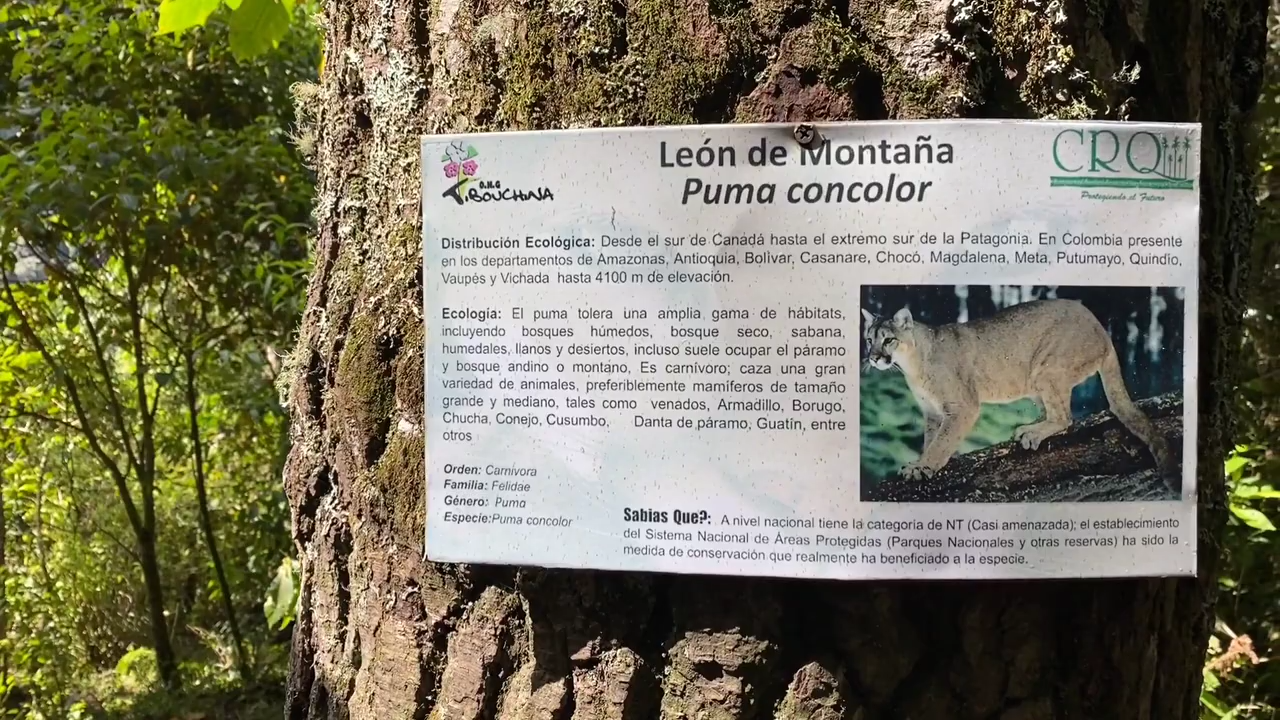 León de Montaña
Puma concolor
O.N.G
TIBOUCHINA
CRQ
Protegiendo el Futuro
Distribución Ecológica: Desde el sur de Canadá hasta el extremo sur de la Patagonia. En Colombia presente
en los departamentos de Amazonas, Antioquia, Bolívar, Casanare, Chocó, Magdalena, Meta, Putumayo, Quindío,
Vaupés y Vichada hasta 4100 m de elevación.
Ecología: El puma tolera una amplia gama de hábitats,
incluyendo bosques húmedos, bosque seco, sabana,
humedales, llanos y desiertos, incluso suele ocupar el páramo
y bosque andino o montano, Es carnívoro; caza una gran
variedad de animales, preferiblemente mamíferos de tamaño
grande y mediano, tales como venados, Armadillo, Borugo,
Chucha, Conejo, Cusumbo, Danta de páramo, Guatín, entre
otros
Orden: Carnívora
Familia: Felidae
Género: Puma
Especie:Puma concolor
Sabias Que?: A nivel nacional tiene la categoría de NT (Casi amenazada); el establecimiento
del Sistema Nacional de Áreas Protegidas (Parques Nacionales y otras reservas) ha sido la
medida de conservación que realmente ha beneficiado a la especie.